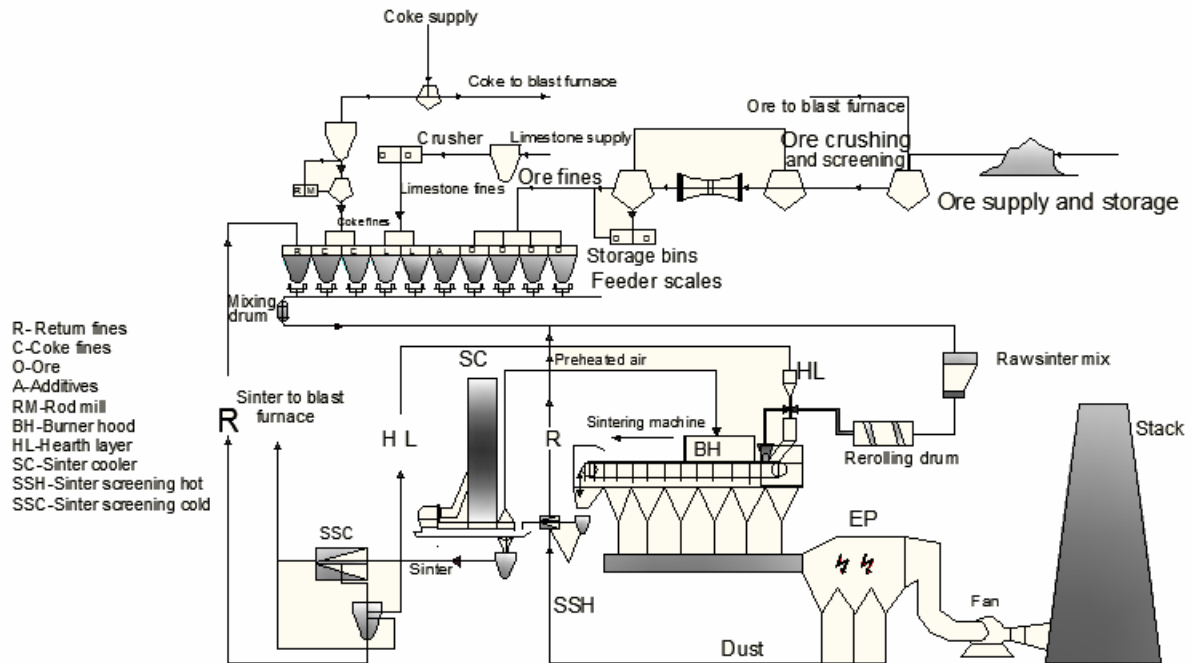 Coke supply
Coke to blast furnace
Ore to blast furnace
Crusher
Limestone supply
Ore crushing
and screening
Ore fines
Limestone fines
R M
Coke fines
Ore supply and storage
R C C L L A O O O O
Storage bins
Feeder scales
Mixing
drum
R- Return fines
C-Coke fines
O-Ore
A-Additives
RM-Rod mill
BH-Burner hood
HL-Hearth layer
SC-Sinter cooler
SSH-Sinter screening hot
SSC-Sinter screening cold
R
Sinter to blast
furnace
H L
SC
Preheated air
HL
Rawsinter mix
R
Sintering machine
BH
Rerolling drum
Stack
SSC
Sinter
SSH
EP
Fan
Dust